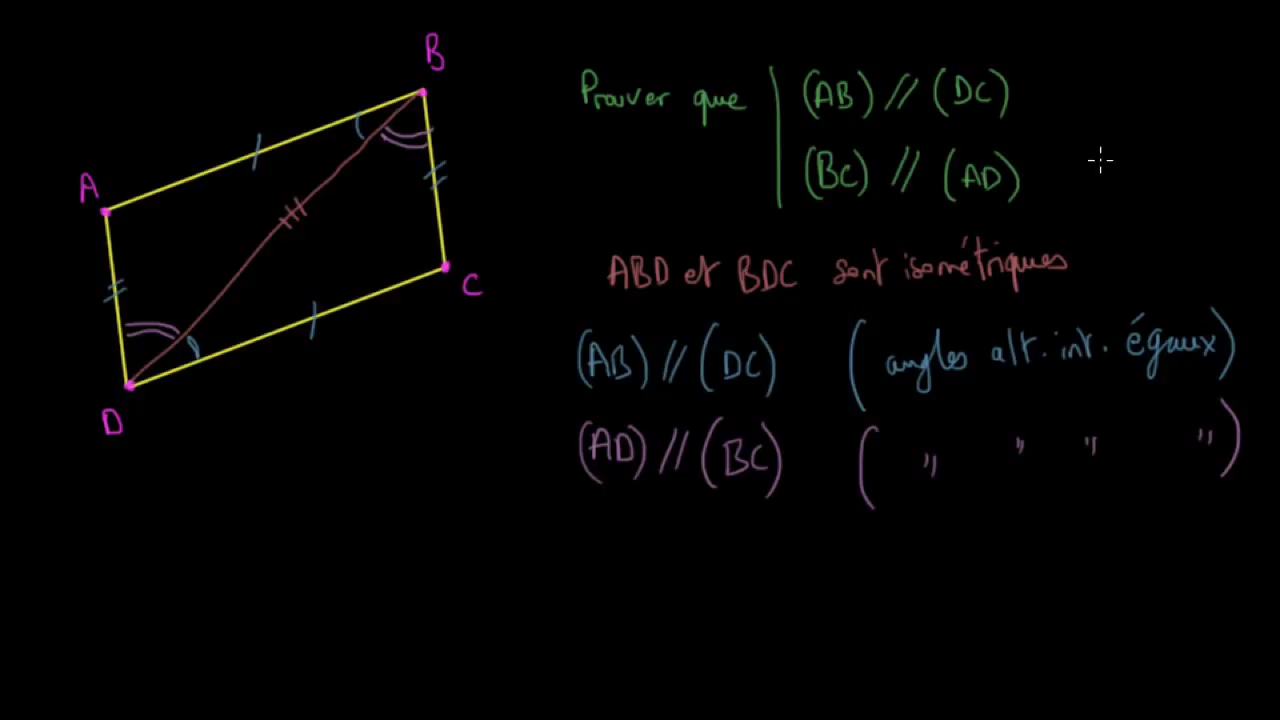 B
A
C
D
Prouver que | (AB) // (DC)
(BC) // (AD)
ABD et BDC sont isométriques
(AB) // (DC) (angles alt. int. égaux)
(AD) // (BC) ( " " " " )